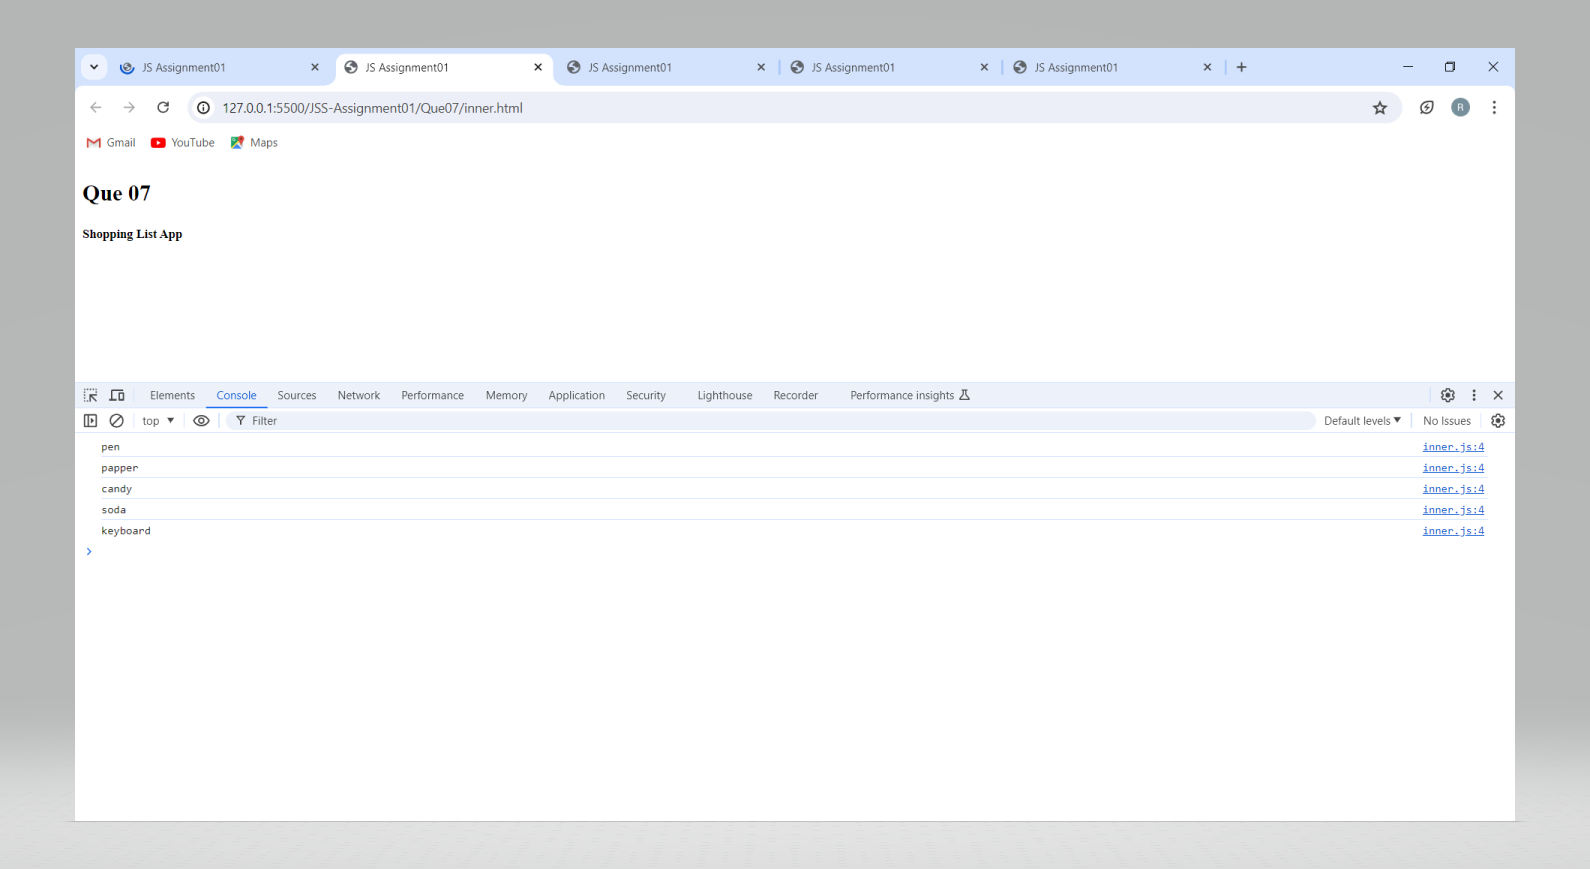 JS Assignment01 JS Assignment01 JS Assignment01 JS Assignment01 JS Assignment01
127.0.0.1:5500/JSS-Assignment01/Que07/inner.html R
Gmail YouTube Maps
Que 07
Shopping List App
Elements Console Sources Network Performance Memory Application Security Lighthouse Recorder Performance insights
top Filter Default levels No Issues
pen inner.js:4
papper inner.js:4
candy inner.js:4
soda inner.js:4
keyboard inner.js:4